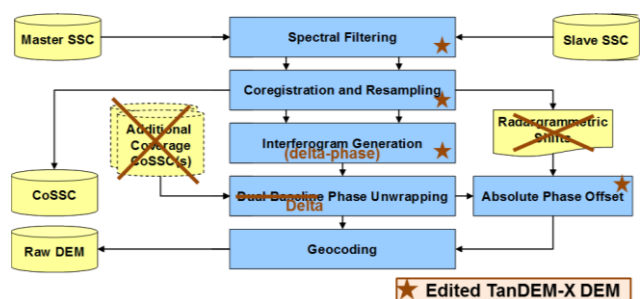 Master SSC
Spectral Filtering
Slave SSC
Coregistration and Resampling
Additional
Coverage
CoSSC(s)
Interferogram Generation
(delta-phase)
Radargrammetric
Shifts
CoSSC
Dual Baseline Phase Unwrapping
Delta
Absolute Phase Offset
Raw DEM
Geocoding
Edited TanDEM-X DEM